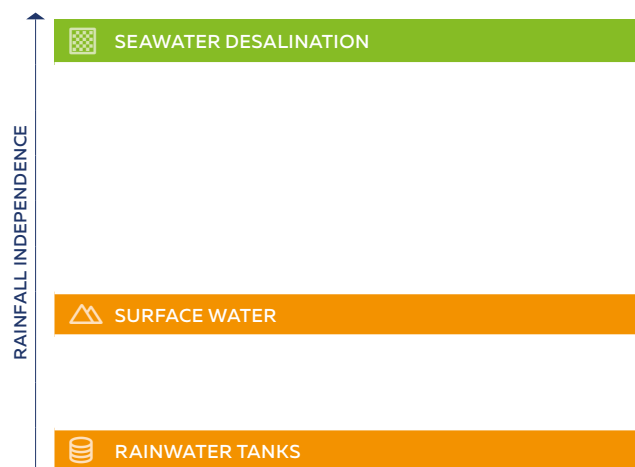 SEAWATER DESALINATION
RAINFALL INDEPENDENCE
SURFACE WATER
RAINWATER TANKS